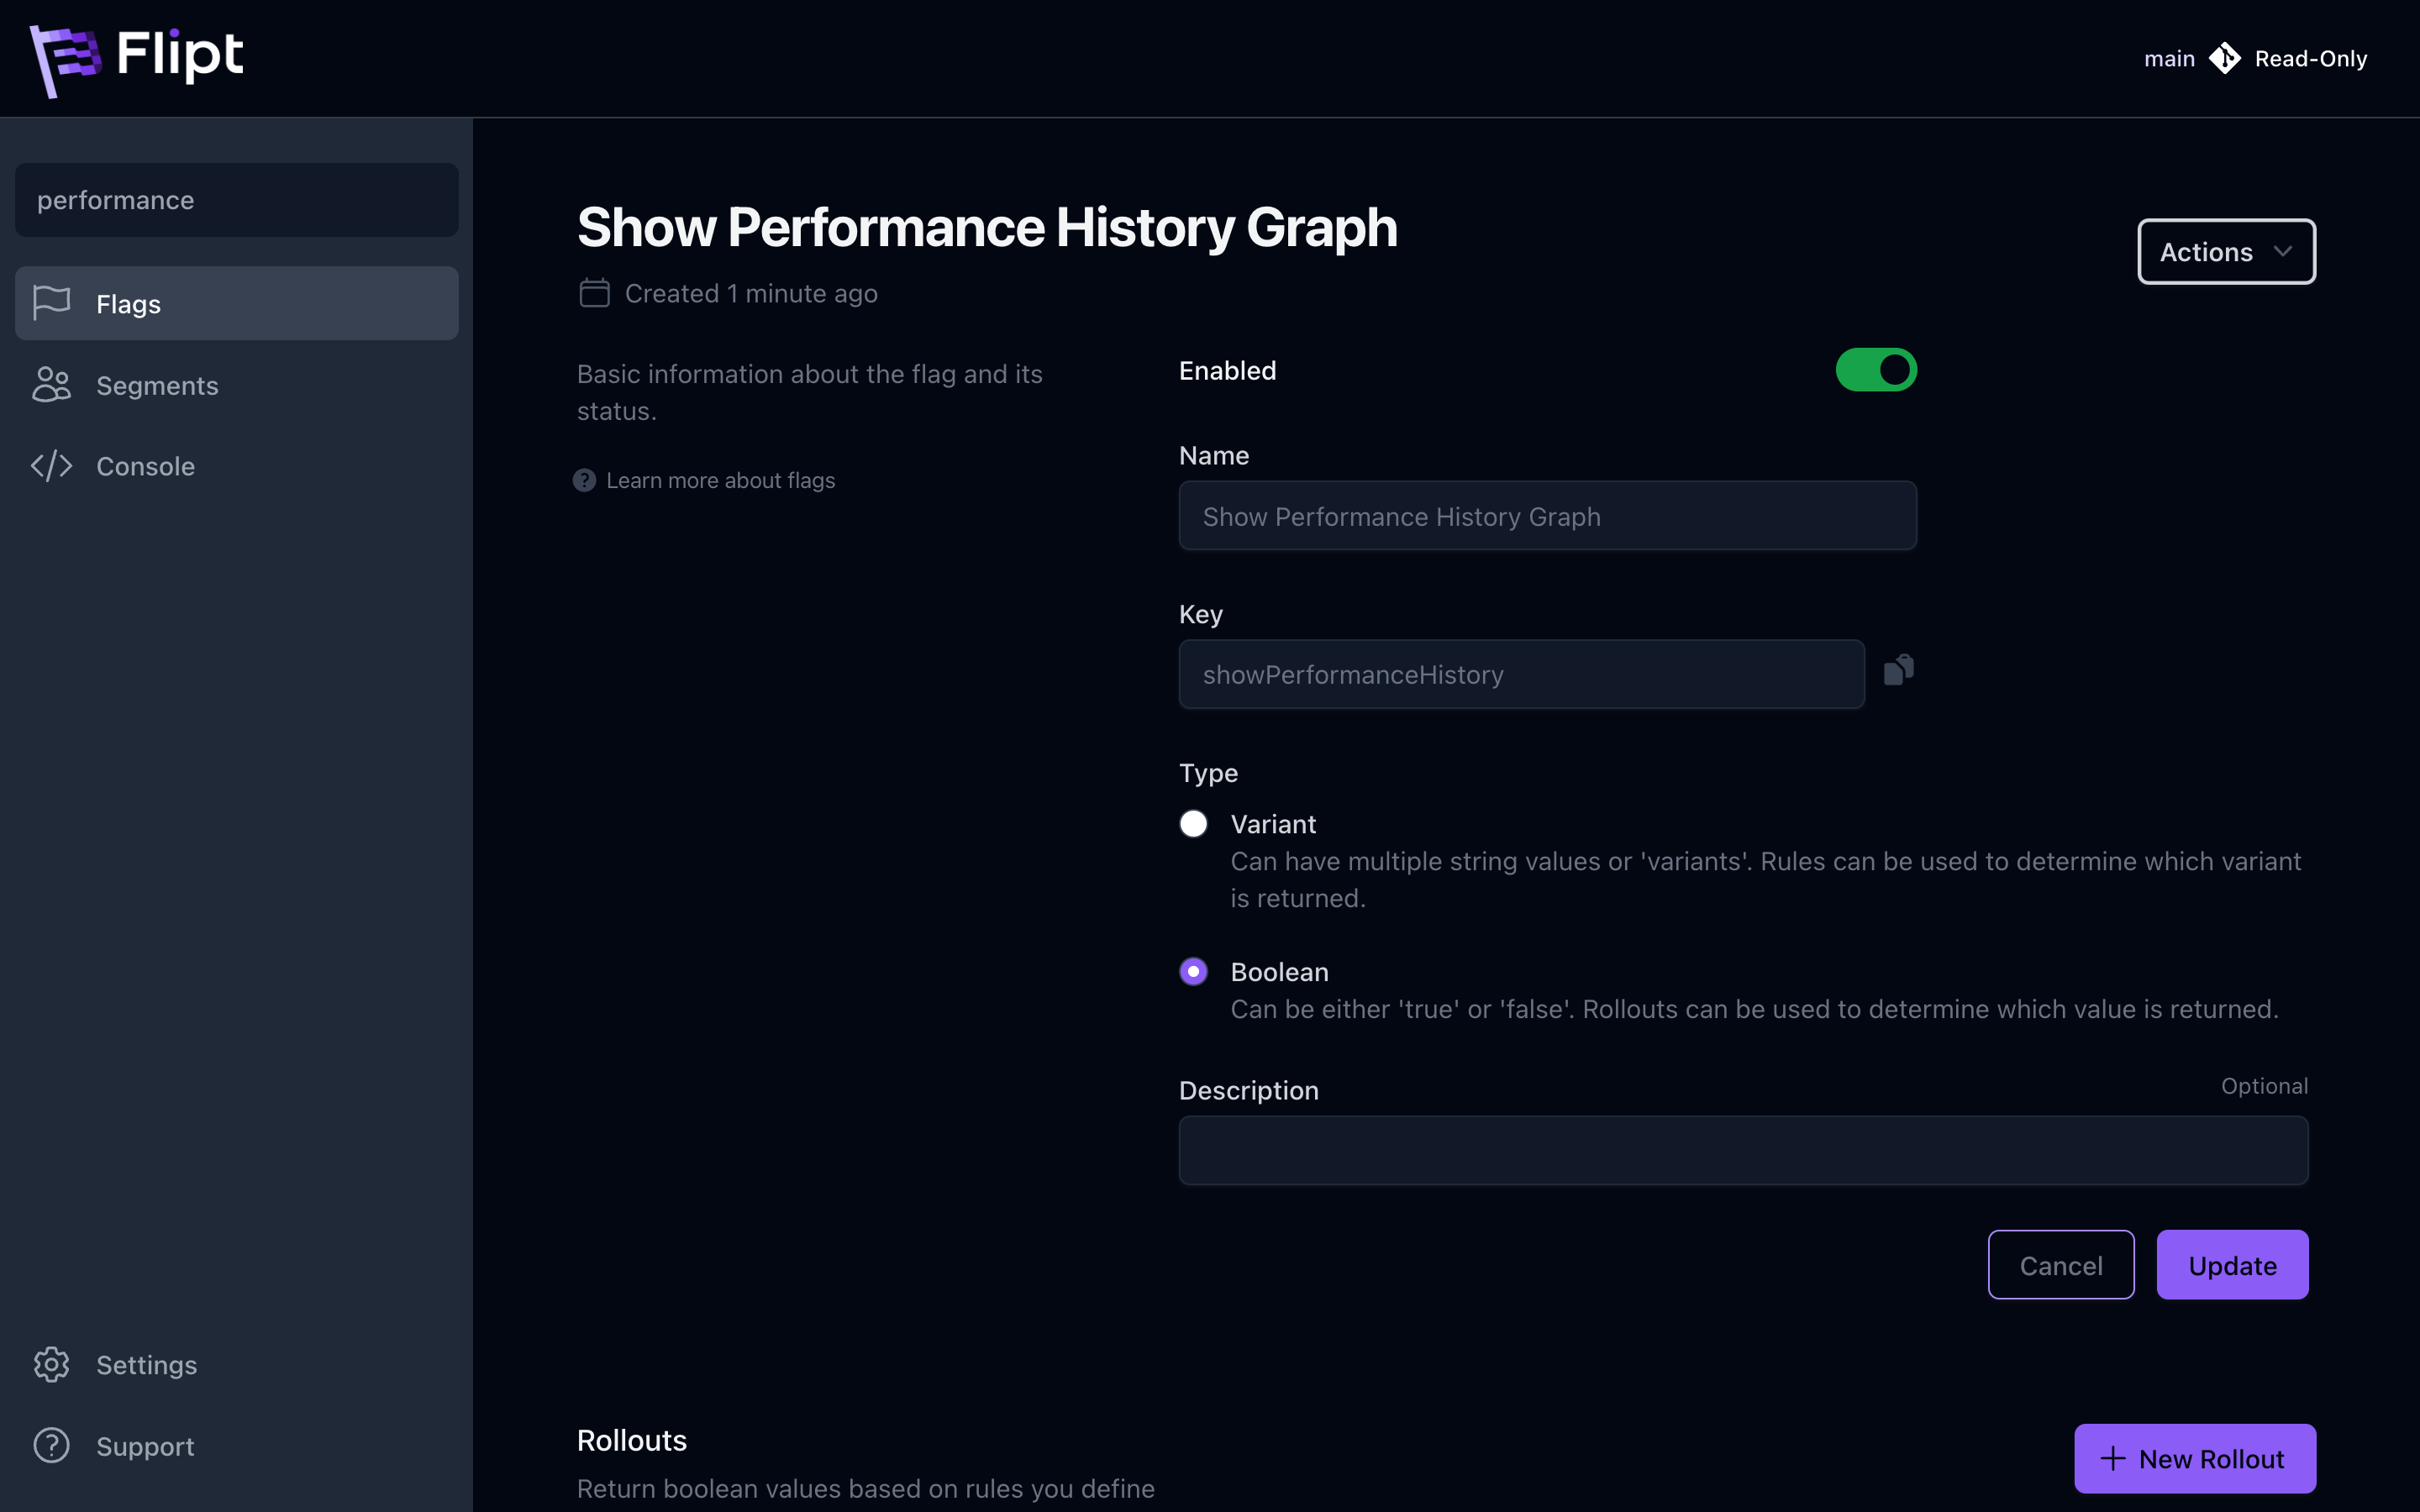 Flipt
main Read-Only
performance
Flags
Segments
Console
Settings
Support
Show Performance History Graph
Created 1 minute ago
Actions
Basic information about the flag and its
status.
Learn more about flags
Enabled
Name
Show Performance History Graph
Key
showPerformanceHistory
Type
Variant
Can have multiple string values or 'variants'. Rules can be used to determine which variant
is returned.
Boolean
Can be either 'true' or 'false'. Rollouts can be used to determine which value is returned.
Description
Optional
Cancel
Update
Rollouts
Return boolean values based on rules you define
New Rollout